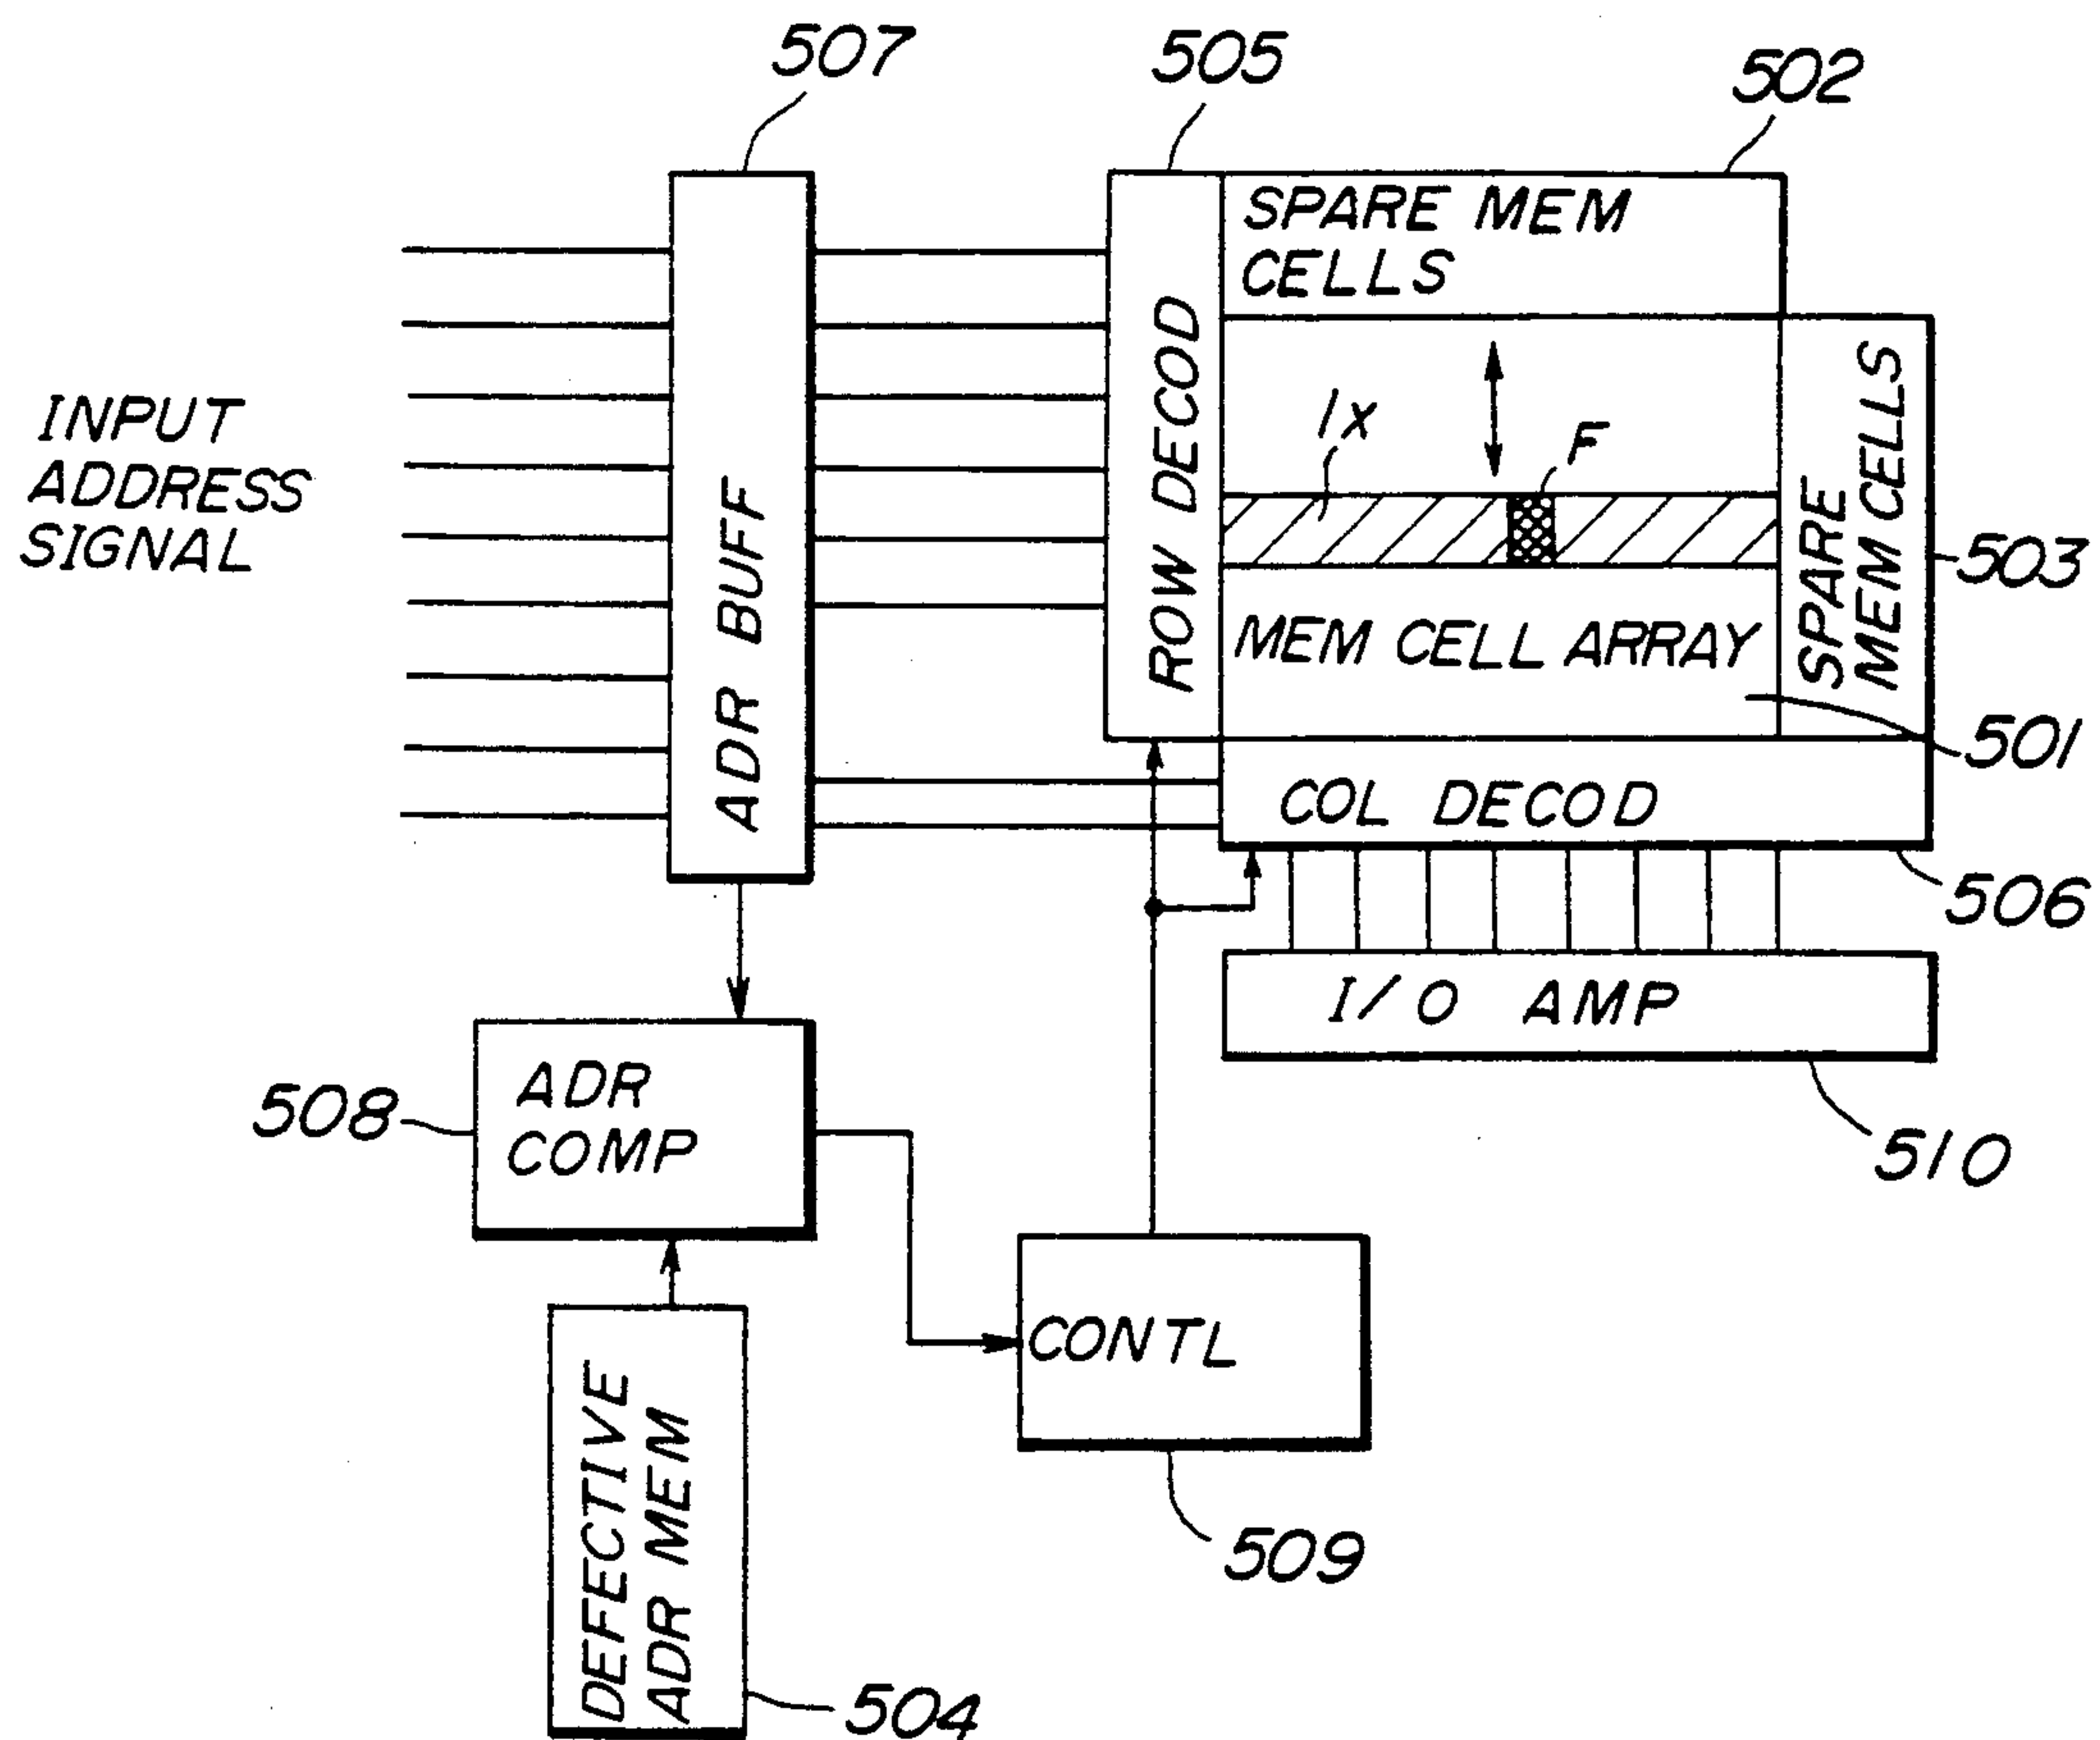 507
505
502
SPARE MEM
CELLS
INPUT
ADDRESS
SIGNAL
ADR BUFF
ROW DECOD
lx
F
SPARE
MEM CELLS
503
MEM CELL ARRAY
501
COL DECOD
506
I/O AMP
510
508
ADR
COMP
CONTL
509
DEFECTIVE
ADR MEM
504